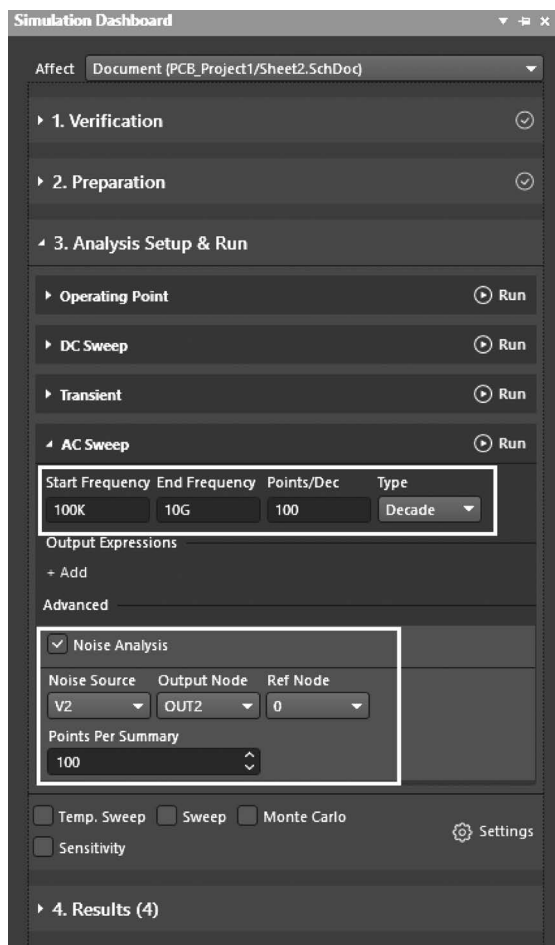 Simulation Dashboard
Affect Document (PCB_Project1/Sheet2.SchDoc)
1. Verification
2. Preparation
3. Analysis Setup & Run
Operating Point Run
DC Sweep Run
Transient Run
AC Sweep Run
Start Frequency End Frequency Points/Dec Type
100K 10G 100 Decade
Output Expressions
+ Add
Advanced
Noise Analysis
Noise Source Output Node Ref Node
V2 OUT2 0
Points Per Summary
100
Temp. Sweep Sweep Monte Carlo
Settings
Sensitivity
4. Results (4)